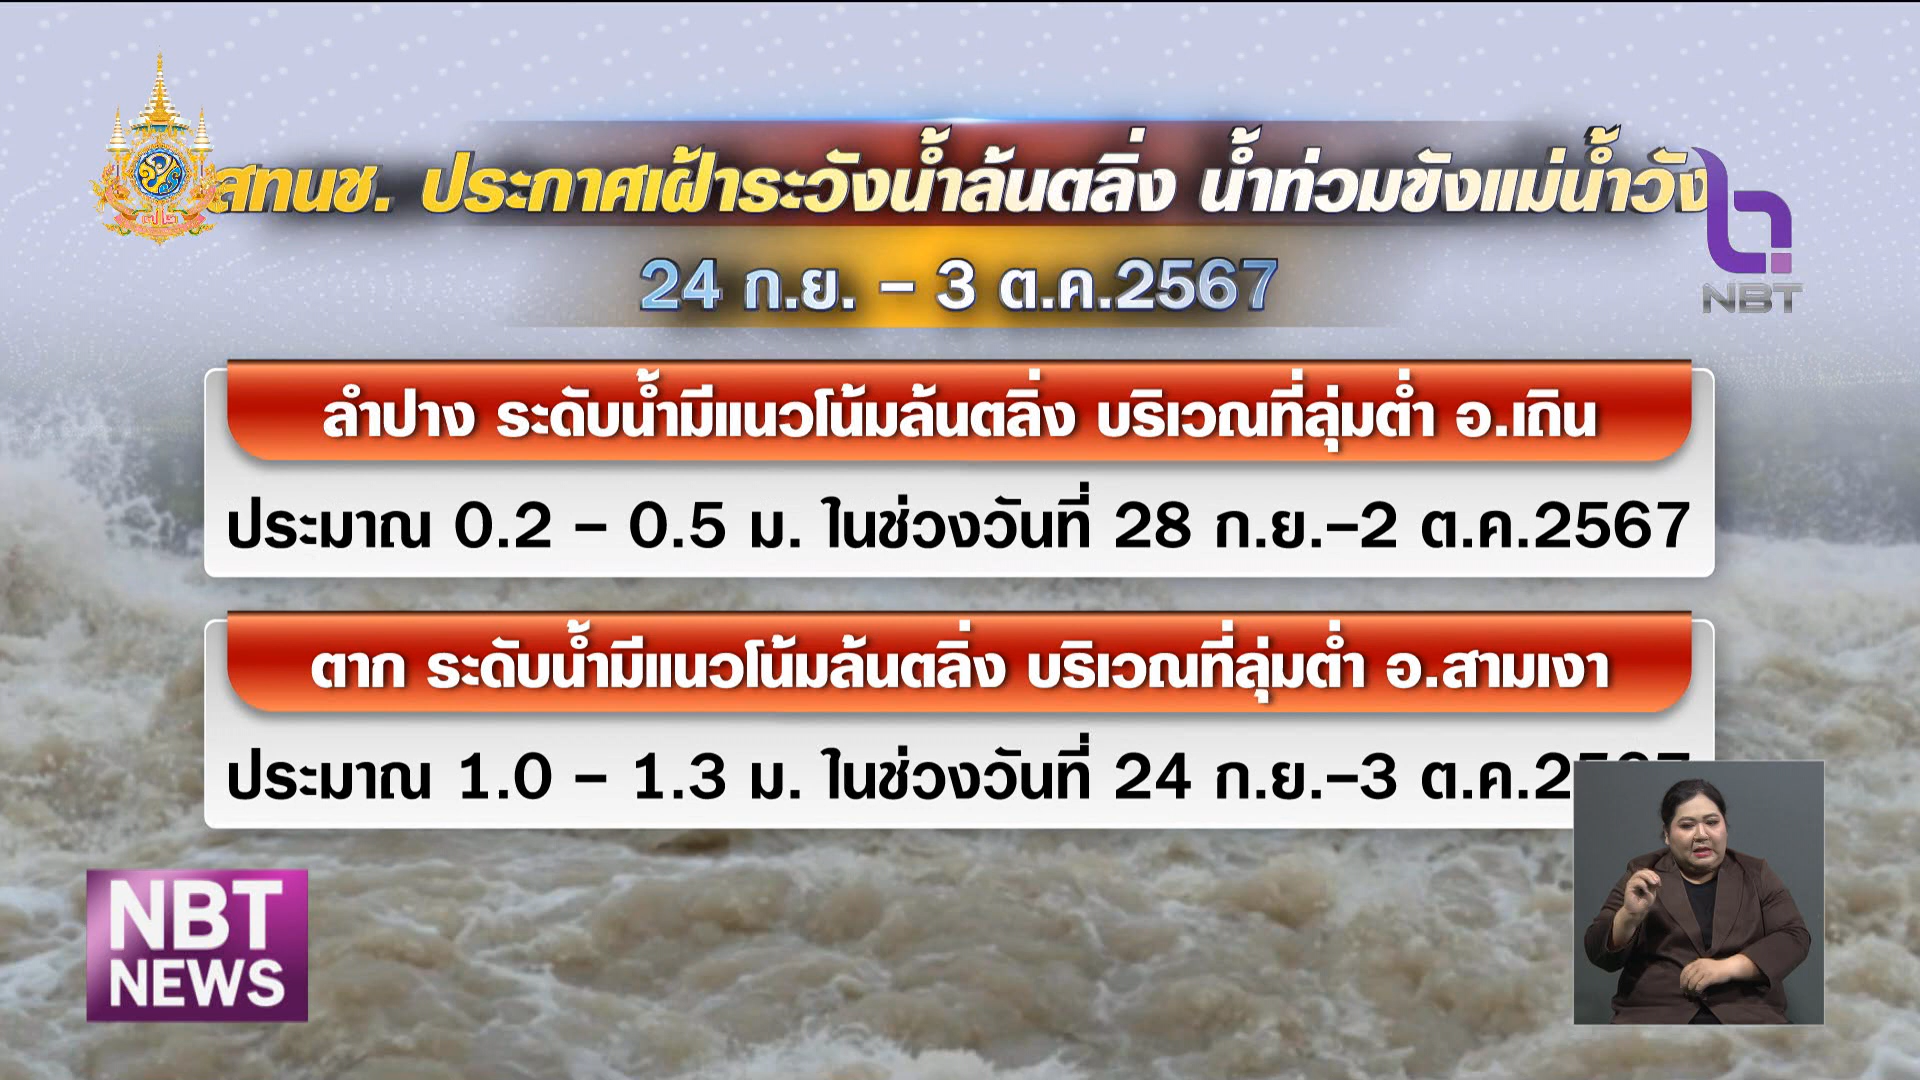 สทนช. ประกาศเฝ้าระวังน้ำล้นตลิ่ง น้ำท่วมขังแม่น้ำวัง
24 ก.ย. – 3 ต.ค.2567
NBT
ลำปาง ระดับน้ำมีแนวโน้มล้นตลิ่ง บริเวณที่ลุ่มต่ำ อ.เถิน
ประมาณ 0.2 – 0.5 ม. ในช่วงวันที่ 28 ก.ย.–2 ต.ค.2567
ตาก ระดับน้ำมีแนวโน้มล้นตลิ่ง บริเวณที่ลุ่มต่ำ อ.สามเงา
ประมาณ 1.0 – 1.3 ม. ในช่วงวันที่ 24 ก.ย.–3 ต.ค.2567
NBT
NEWS